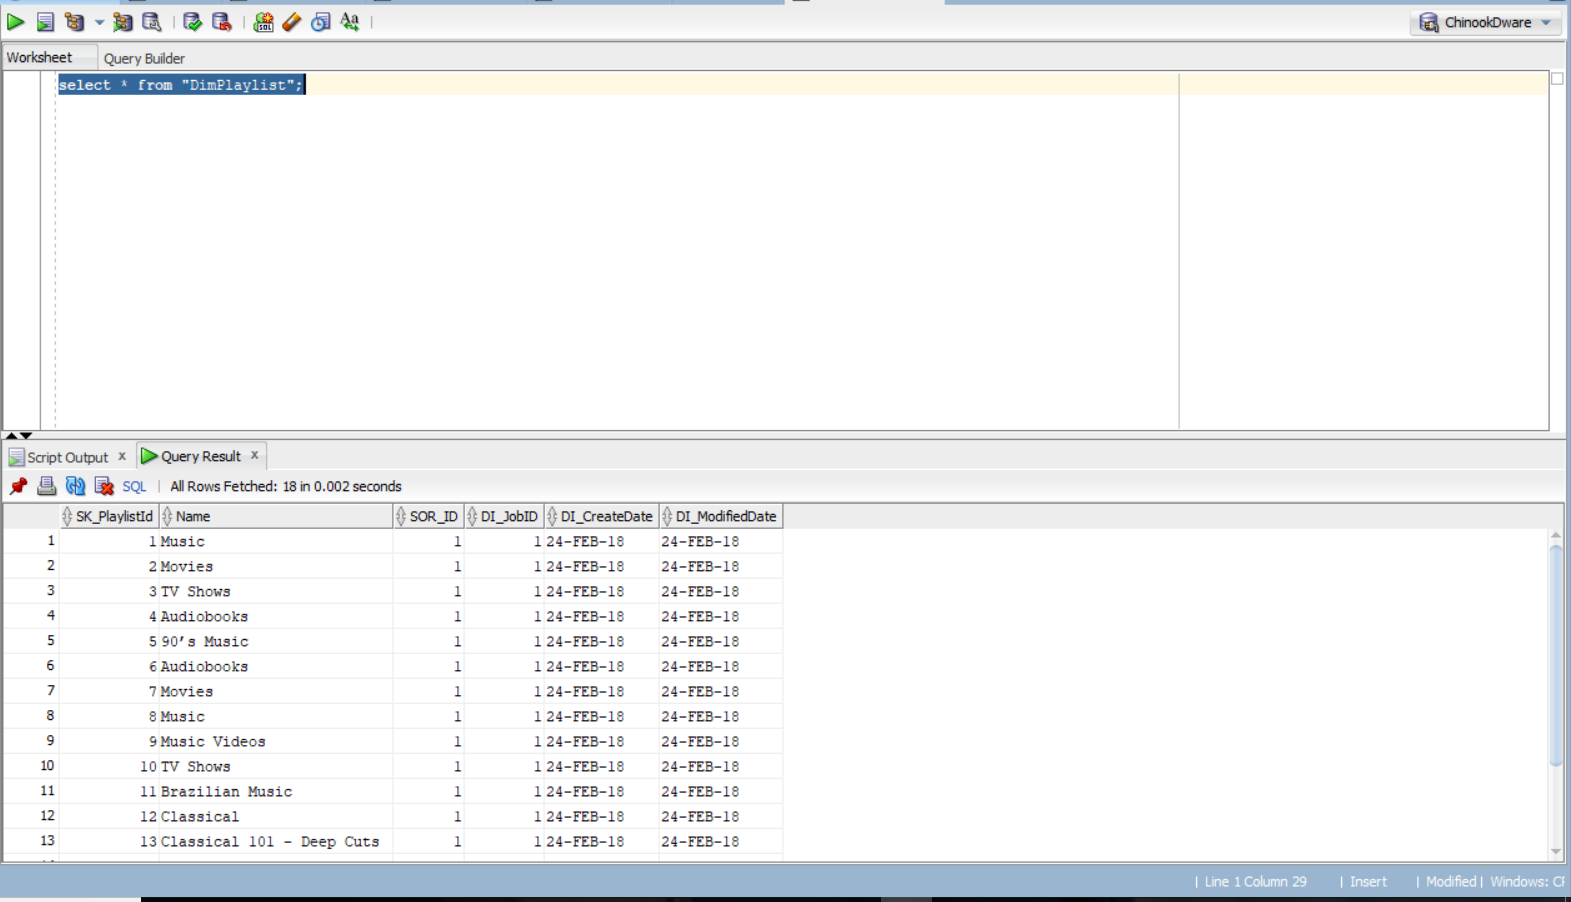 ChinookDware
Worksheet Query Builder
select * from "DimPlaylist";
Script Output x Query Result x
SQL | All Rows Fetched: 18 in 0.002 seconds
SK_PlaylistId Name SOR_ID DI_JobID DI_CreateDate DI_ModifiedDate
1 1 Music 1 1 24-FEB-18 24-FEB-18
2 2 Movies 1 1 24-FEB-18 24-FEB-18
3 3 TV Shows 1 1 24-FEB-18 24-FEB-18
4 4 Audiobooks 1 1 24-FEB-18 24-FEB-18
5 5 90's Music 1 1 24-FEB-18 24-FEB-18
6 6 Audiobooks 1 1 24-FEB-18 24-FEB-18
7 7 Movies 1 1 24-FEB-18 24-FEB-18
8 8 Music 1 1 24-FEB-18 24-FEB-18
9 9 Music Videos 1 1 24-FEB-18 24-FEB-18
10 10 TV Shows 1 1 24-FEB-18 24-FEB-18
11 11 Brazilian Music 1 1 24-FEB-18 24-FEB-18
12 12 Classical 1 1 24-FEB-18 24-FEB-18
13 13 Classical 101 - Deep Cuts 1 1 24-FEB-18 24-FEB-18
| Line 1 Column 29 | Insert | Modified | Windows: